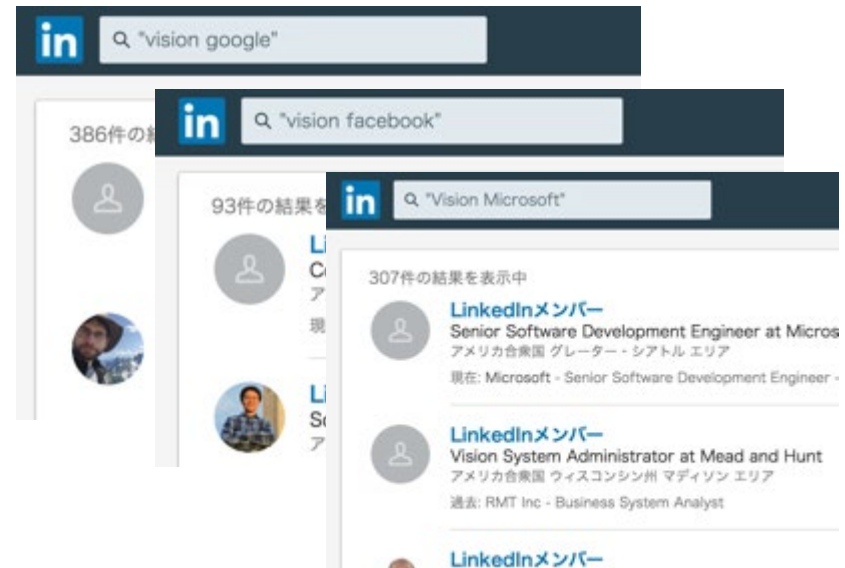 in
"vision google"
386件の
in
"vision facebook"
93件の結果を
Li
現
Li
in
"Vision Microsoft"
307件の結果を表示中
LinkedInメンバー
Senior Software Development Engineer at Micros
アメリカ合衆国 グレーター・シアトル エリア
現在: Microsoft - Senior Software Development Engineer -
LinkedInメンバー
Vision System Administrator at Mead and Hunt
アメリカ合衆国 ウィスコンシン州 マディソン エリア
過去: RMT Inc - Business System Analyst
LinkedInメンバー